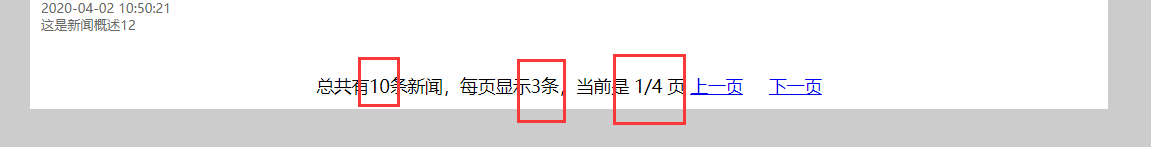 2020-04-02 10:50:21
这是新闻概述12
总共有10条新闻，每页显示3条，当前是 1/4 页 上一页 下一页